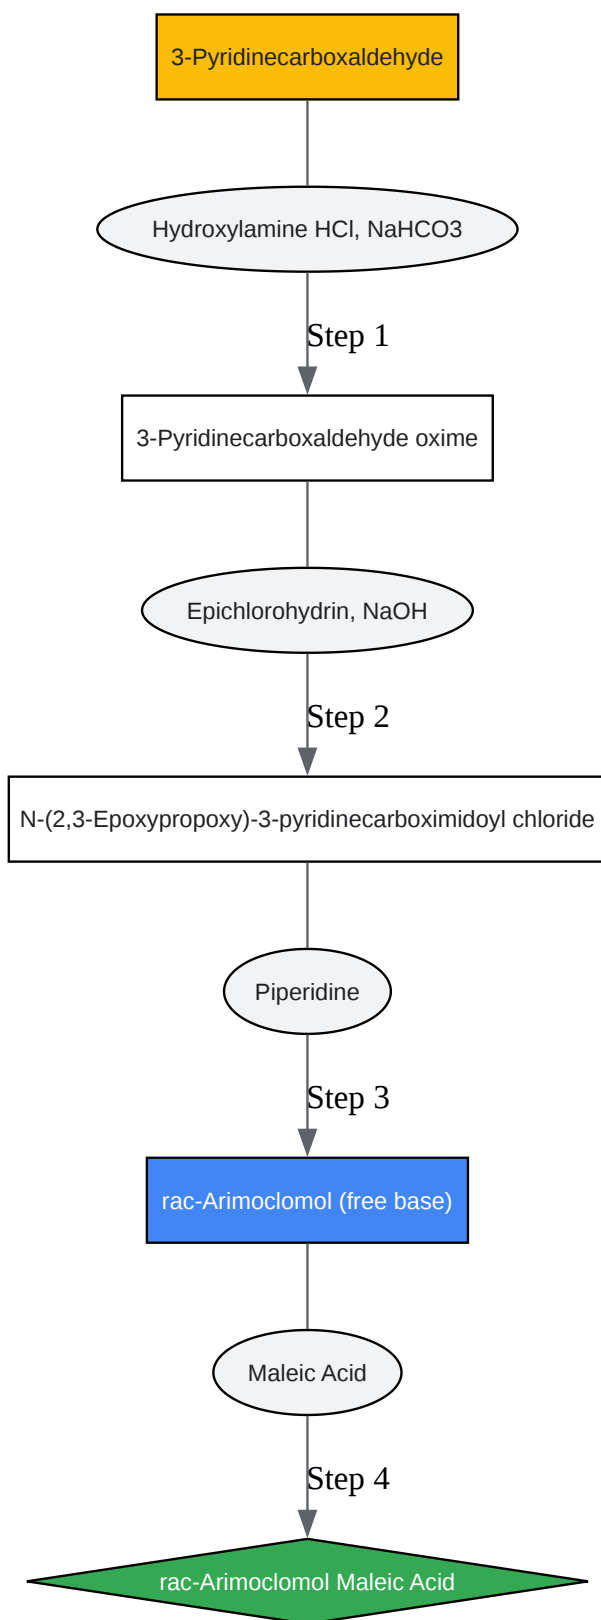 3-Pyridinecarboxaldehyde
Hydroxylamine HCl, NaHCO3
Step 1
3-Pyridinecarboxaldehyde oxime
Epichlorohydrin, NaOH
Step 2
N-(2,3-Epoxypropoxy)-3-pyridinecarboximidoyl chloride
Piperidine
Step 3
rac-Arimoclomol (free base)
Maleic Acid
Step 4
rac-Arimoclomol Maleic Acid